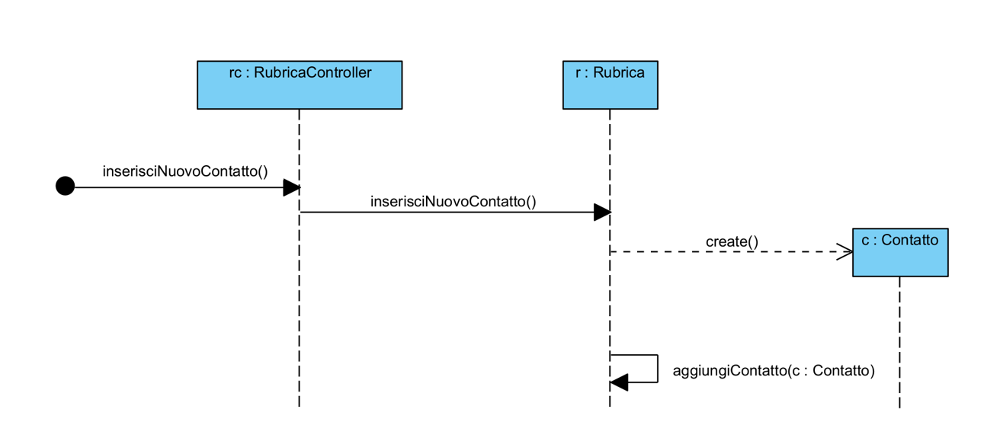 rc : RubricaController
r : Rubrica
inserisciNuovoContatto()
inserisciNuovoContatto()
create()
c : Contatto
aggiungiContatto(c : Contatto)